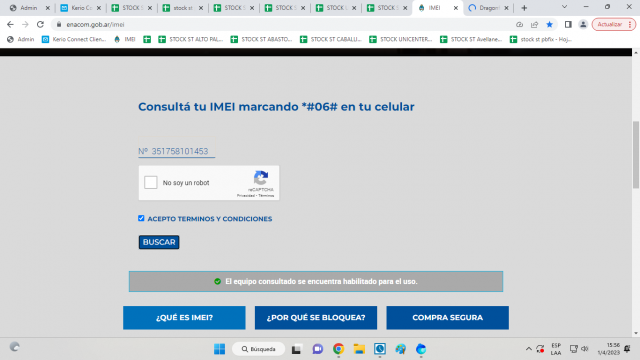 Admin
Kerio Co
STOCK S
stock st
STOCK S
STOCK S
STOCK S
STOCK S
IMEI
Dragon
enacom.gob.ar/imei
Actualizar
Admin
Kerio Connect Clien...
IMEI
STOCK ST ALTO PAL...
STOCK ST ABASTO...
STOCK ST CABALLI...
STOCK UNICENTER...
STOCK ST Avellane...
stock st pbfix - Hoj...
Consultá tu IMEI marcando *#06# en tu celular
Nº 351758101453
No soy un robot
reCAPTCHA
Privacidad - Términos
ACEPTO TERMINOS Y CONDICIONES
BUSCAR
El equipo consultado se encuentra habilitado para el uso.
¿QUÉ ES IMEI?
¿POR QUÉ SE BLOQUEA?
COMPRA SEGURA
Búsqueda
ESP
LAA
15:56
1/4/2023